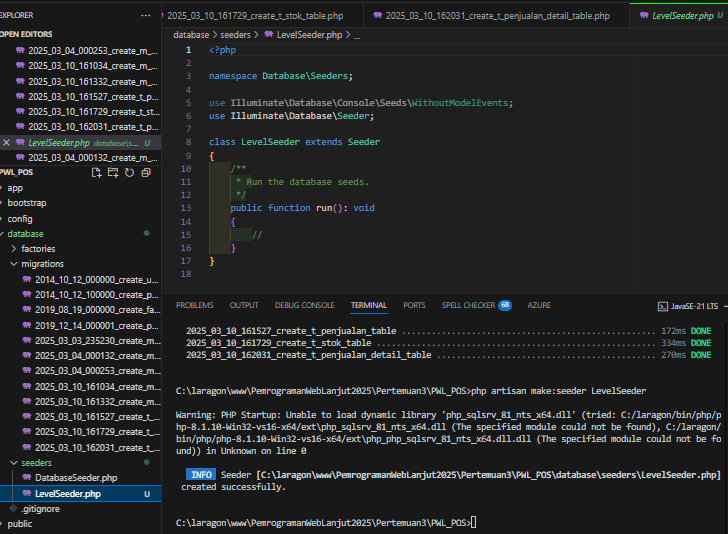 EXPLORER ...
OPEN EDITORS
2025_03_04_000253_create_m_...
2025_03_10_161034_create_m_...
2025_03_10_161332_create_m_...
2025_03_10_161527_create_t_p...
2025_03_10_161729_create_t_st...
2025_03_10_162031_create_t_p...
LevelSeeder.php database\s... U
2025_03_04_000132_create_m_...
PWL_POS
app
bootstrap
config
database
factories
migrations
2014_10_12_000000_create_u...
2014_10_12_100000_create_p...
2019_08_19_000000_create_fa...
2019_12_14_000001_create_p...
2025_03_03_235230_create_m...
2025_03_04_000132_create_m...
2025_03_04_000253_create_m...
2025_03_10_161034_create_m...
2025_03_10_161332_create_m...
2025_03_10_161527_create_t_...
2025_03_10_161729_create_t_...
2025_03_10_162031_create_t_...
seeders
DatabaseSeeder.php
LevelSeeder.php U
.gitignore
public
2025_03_10_161729_create_t_stok_table.php
2025_03_10_162031_create_t_penjualan_detail_table.php
LevelSeeder.php U
database > seeders > LevelSeeder.php > ...
1 <?php
2
3 namespace Database\Seeders;
4
5 use Illuminate\Database\Console\Seeds\WithoutModelEvents;
6 use Illuminate\Database\Seeder;
7
8 class LevelSeeder extends Seeder
9 {
10 /**
11 * Run the database seeds.
12 */
13 public function run(): void
14 {
15 //
16 }
17 }
18
PROBLEMS OUTPUT DEBUG CONSOLE TERMINAL PORTS SPELL CHECKER 68 AZURE JavaSE-21 LTS
2025_03_10_161527_create_t_penjualan_table ........................................ 172ms DONE
2025_03_10_161729_create_t_stok_table ............................................. 334ms DONE
2025_03_10_162031_create_t_penjualan_detail_table ................................. 270ms DONE
C:\laragon\www\PemrogramanWebLanjut2025\Pertemuan3\PWL_POS>php artisan make:seeder LevelSeeder
Warning: PHP Startup: Unable to load dynamic library 'php_sqlsrv_81_nts_x64.dll' (tried: C:/laragon/bin/php/p
hp-8.1.10-Win32-vs16-x64/ext\php_sqlsrv_81_nts_x64.dll (The specified module could not be found), C:/laragon/
bin/php/php-8.1.10-Win32-vs16-x64/ext\php_php_sqlsrv_81_nts_x64.dll.dll (The specified module could not be fo
und)) in Unknown on line 0
INFO Seeder [C:\laragon\www\PemrogramanWebLanjut2025\Pertemuan3\PWL_POS\database\seeders\LevelSeeder.php]
created successfully.
C:\laragon\www\PemrogramanWebLanjut2025\Pertemuan3\PWL_POS>